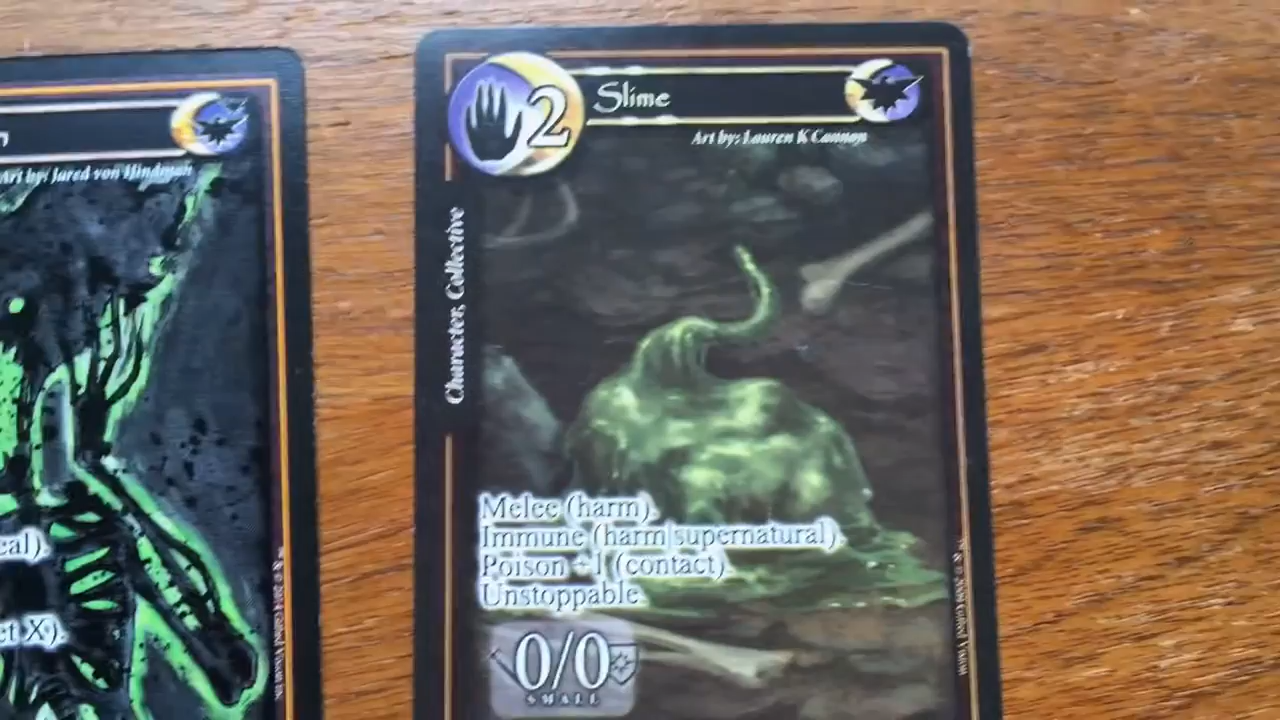 n
Art by: Jared von Hindman
eal).
et X).
2
Slime
Art by: Lauren K Cannon
Character, Collective
Melee (harm).
Immune (harm|supernatural).
Poison +1 (contact).
Unstoppable.
0/0
SMALL